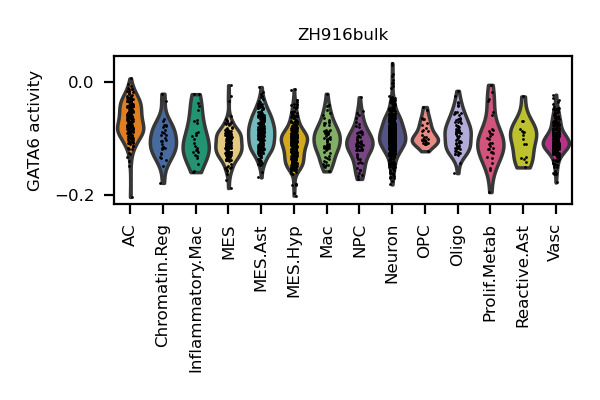 ZH916bulk
GATA6 activity
0.0
−0.2
AC
Chromatin.Reg
Inflammatory.Mac
MES
MES.Ast
MES.Hyp
Mac
NPC
Neuron
OPC
Oligo
Prolif.Metab
Reactive.Ast
Vasc